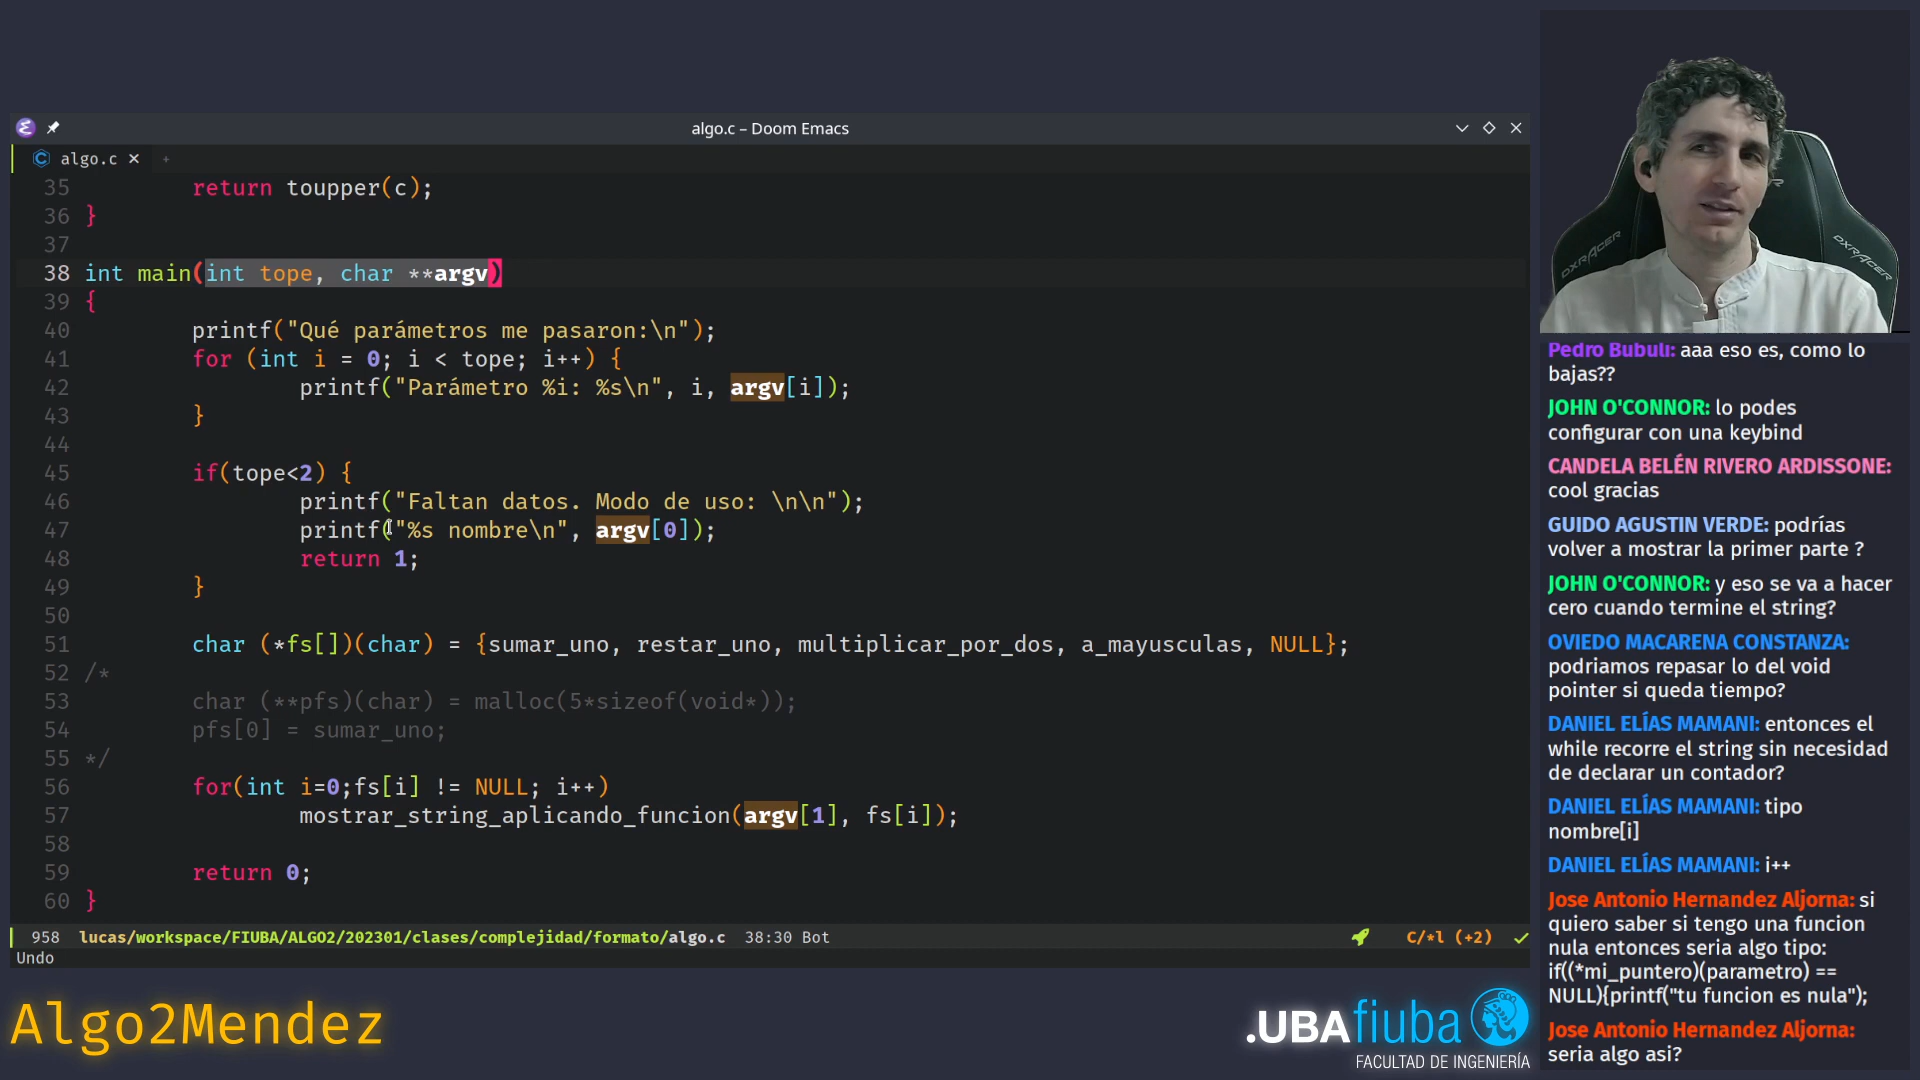 algo.c – Doom Emacs
algo.c
35 return toupper(c);
36 }
37
38 int main(int tope, char **argv)
39 {
40 printf("Qué parámetros me pasaron:\n");
41 for (int i = 0; i < tope; i++) {
42 printf("Parámetro %i: %s\n", i, argv[i]);
43 }
44
45 if(tope<2) {
46 printf("Faltan datos. Modo de uso: \n\n");
47 printf("%s nombre\n", argv[0]);
48 return 1;
49 }
50
51 char (*fs[])(char) = {sumar_uno, restar_uno, multiplicar_por_dos, a_mayusculas, NULL};
52 /*
53 char (**pfs)(char) = malloc(5*sizeof(void*));
54 pfs[0] = sumar_uno;
55 */
56 for(int i=0;fs[i] != NULL; i++)
57 mostrar_string_aplicando_funcion(argv[1], fs[i]);
58
59 return 0;
60 }
958 lucas/workspace/FIUBA/ALGO2/202301/clases/complejidad/formato/algo.c 38:30 Bot C/*l (+2)
Undo
Algo2Mendez
.UBAfiuba
FACULTAD DE INGENIERÍA
DXRACER
DXRACER
Pedro Bubuli: aaa eso es, como lo
bajas??
JOHN O'CONNOR: lo podes
configurar con una keybind
CANDELA BELÉN RIVERO ARDISSONE:
cool gracias
GUIDO AGUSTIN VERDE: podrías
volver a mostrar la primer parte ?
JOHN O'CONNOR: y eso se va a hacer
cero cuando termine el string?
OVIEDO MACARENA CONSTANZA:
podriamos repasar lo del void
pointer si queda tiempo?
DANIEL ELÍAS MAMANI: entonces el
while recorre el string sin necesidad
de declarar un contador?
DANIEL ELÍAS MAMANI: tipo
nombre[i]
DANIEL ELÍAS MAMANI: i++
Jose Antonio Hernandez Aljorna: si
quiero saber si tengo una funcion
nula entonces seria algo tipo:
if((*mi_puntero)(parametro) ==
NULL){printf("tu funcion es nula");
Jose Antonio Hernandez Aljorna:
seria algo asi?